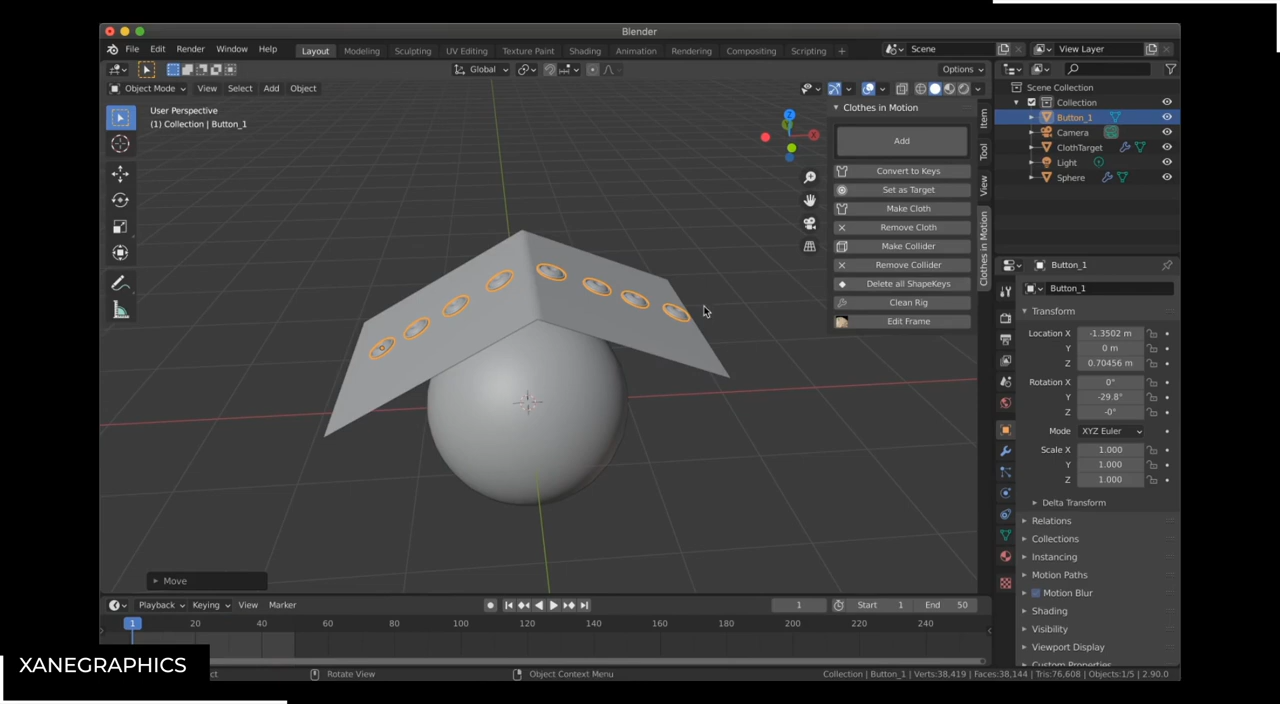 Blender
File Edit Render Window Help
Layout Modeling Sculpting UV Editing Texture Paint Shading Animation Rendering Compositing Scripting +
Scene
View Layer
Global
Options
Object Mode View Select Add Object
User Perspective
(1) Collection | Button_1
Clothes in Motion
Add
Convert to Keys
Set as Target
Make Cloth
Remove Cloth
Make Collider
Remove Collider
Delete all ShapeKeys
Clean Rig
Edit Frame
Item
Tool
View
Clothes in Motion
X
Scene Collection
Collection
Button_1
Camera
ClothTarget
Light
Sphere
Button_1
Button_1
Transform
Location X -1.3502 m
Y 0 m
Z 0.70456 m
Rotation X 0°
Y -29.8°
Z -0°
Mode XYZ Euler
Scale X 1.000
Y 1.000
Z 1.000
Delta Transform
Relations
Collections
Instancing
Motion Paths
Motion Blur
Shading
Visibility
Viewport Display
Custom Properties
Move
Playback Keying View Marker
1
Start 1 End 50
1 20 40 60 80 100 120 140 160 180 200 220 240
XANEGRAPHICS
Rotate View
Object Context Menu
Collection | Button_1 | Verts:38,419 | Faces:38,144 | Tris:76,608 | Objects:1/5 | 2.90.0